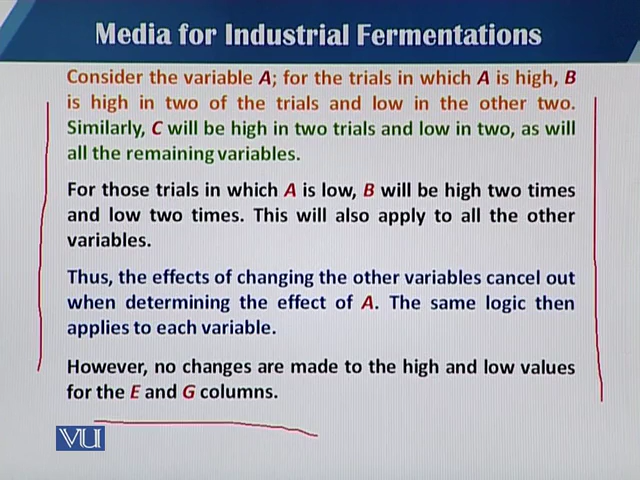 Media for Industrial Fermentations
Consider the variable A; for the trials in which A is high, B
is high in two of the trials and low in the other two.
Similarly, C will be high in two trials and low in two, as will
all the remaining variables.
For those trials in which A is low, B will be high two times
and low two times. This will also apply to all the other
variables.
Thus, the effects of changing the other variables cancel out
when determining the effect of A. The same logic then
applies to each variable.
However, no changes are made to the high and low values
for the E and G columns.
VU